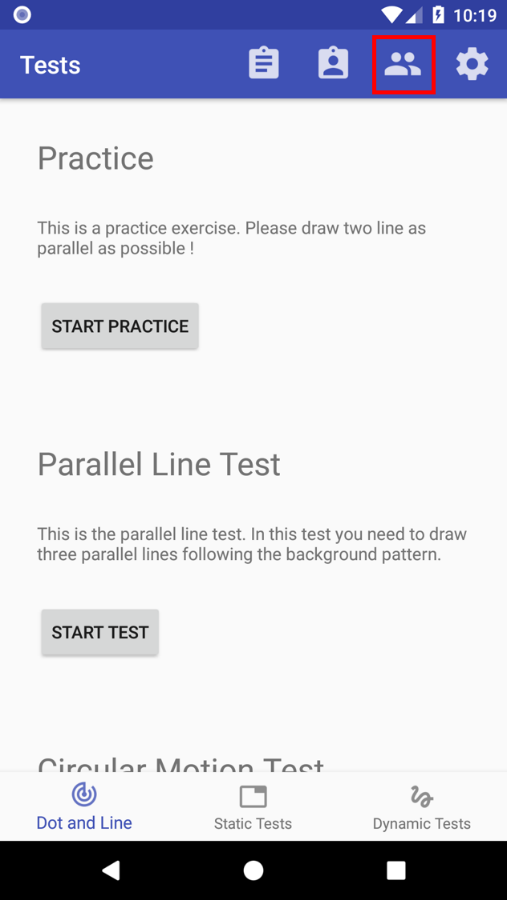 10:19
Tests
Practice
This is a practice exercise. Please draw two line as
parallel as possible !
START PRACTICE
Parallel Line Test
This is the parallel line test. In this test you need to draw
three parallel lines following the background pattern.
START TEST
Circular Motion Test
Dot and Line
Static Tests
Dynamic Tests